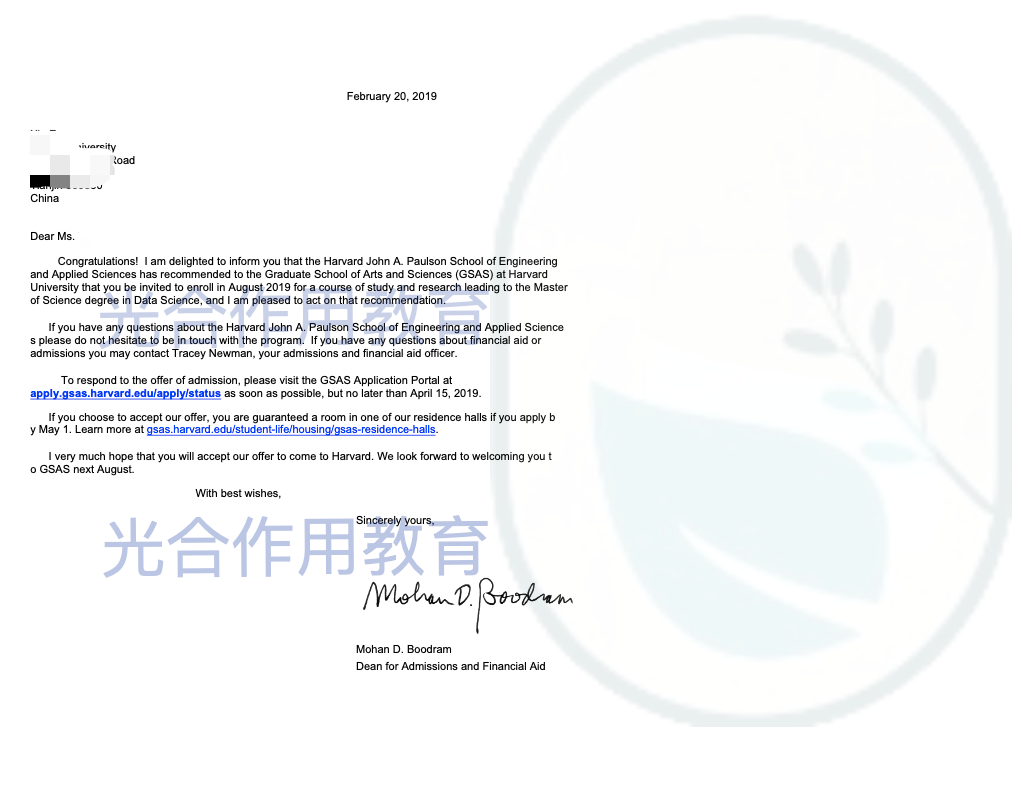 February 20, 2019
Road
China
Dear Ms.
Congratulations!  I am delighted to inform you that the Harvard John A. Paulson School of Engineering
and Applied Sciences has recommended to the Graduate School of Arts and Sciences (GSAS) at Harvard
University that you be invited to enroll in August 2019 for a course of study and research leading to the Master
of Science degree in Data Science, and I am pleased to act on that recommendation.
光合作用教育
If you have any questions about the Harvard John A. Paulson School of Engineering and Applied Science
s please do not hesitate to be in touch with the program.  If you have any questions about financial aid or
admissions you may contact Tracey Newman, your admissions and financial aid officer.
To respond to the offer of admission, please visit the GSAS Application Portal at
apply.gsas.harvard.edu/apply/status as soon as possible, but no later than April 15, 2019.
If you choose to accept our offer, you are guaranteed a room in one of our residence halls if you apply b
y May 1. Learn more at gsas.harvard.edu/student-life/housing/gsas-residence-halls.
I very much hope that you will accept our offer to come to Harvard. We look forward to welcoming you t
o GSAS next August.
With best wishes,
Sincerely yours,
光合作用教育
Mohan D. Boodram
Mohan D. Boodram
Dean for Admissions and Financial Aid